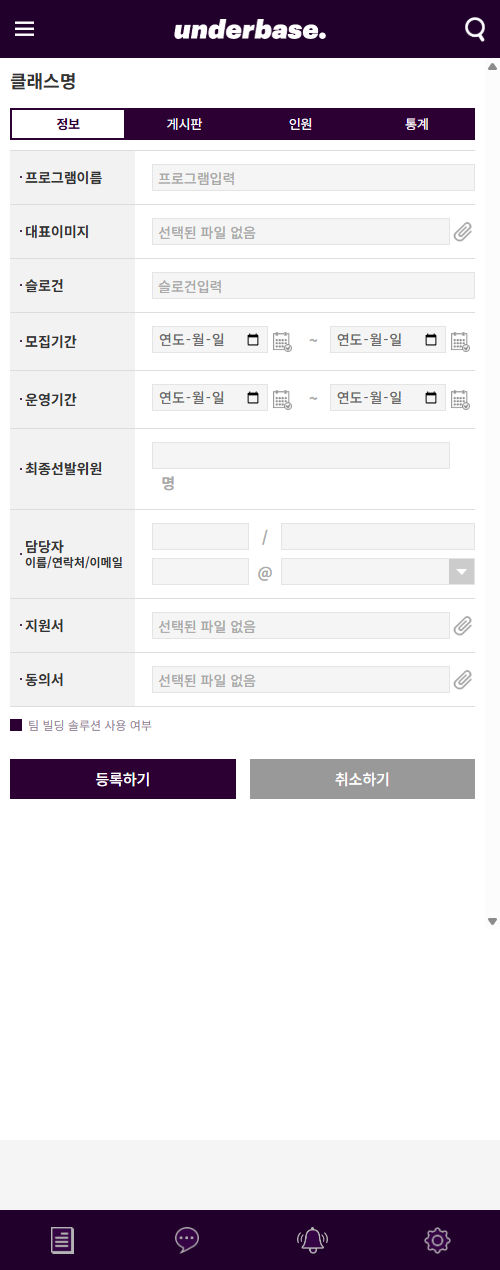 underbase.
클래스명
정보 게시판 인원 통계
· 프로그램이름 프로그램입력
· 대표이미지 선택된 파일 없음
· 슬로건 슬로건입력
· 모집기간 연도-월-일 ~ 연도-월-일
· 운영기간 연도-월-일 ~ 연도-월-일
· 최종선발위원
명
· 담당자 /
이름/연락처/이메일 @
· 지원서 선택된 파일 없음
· 동의서 선택된 파일 없음
팀 빌딩 솔루션 사용 여부
등록하기 취소하기